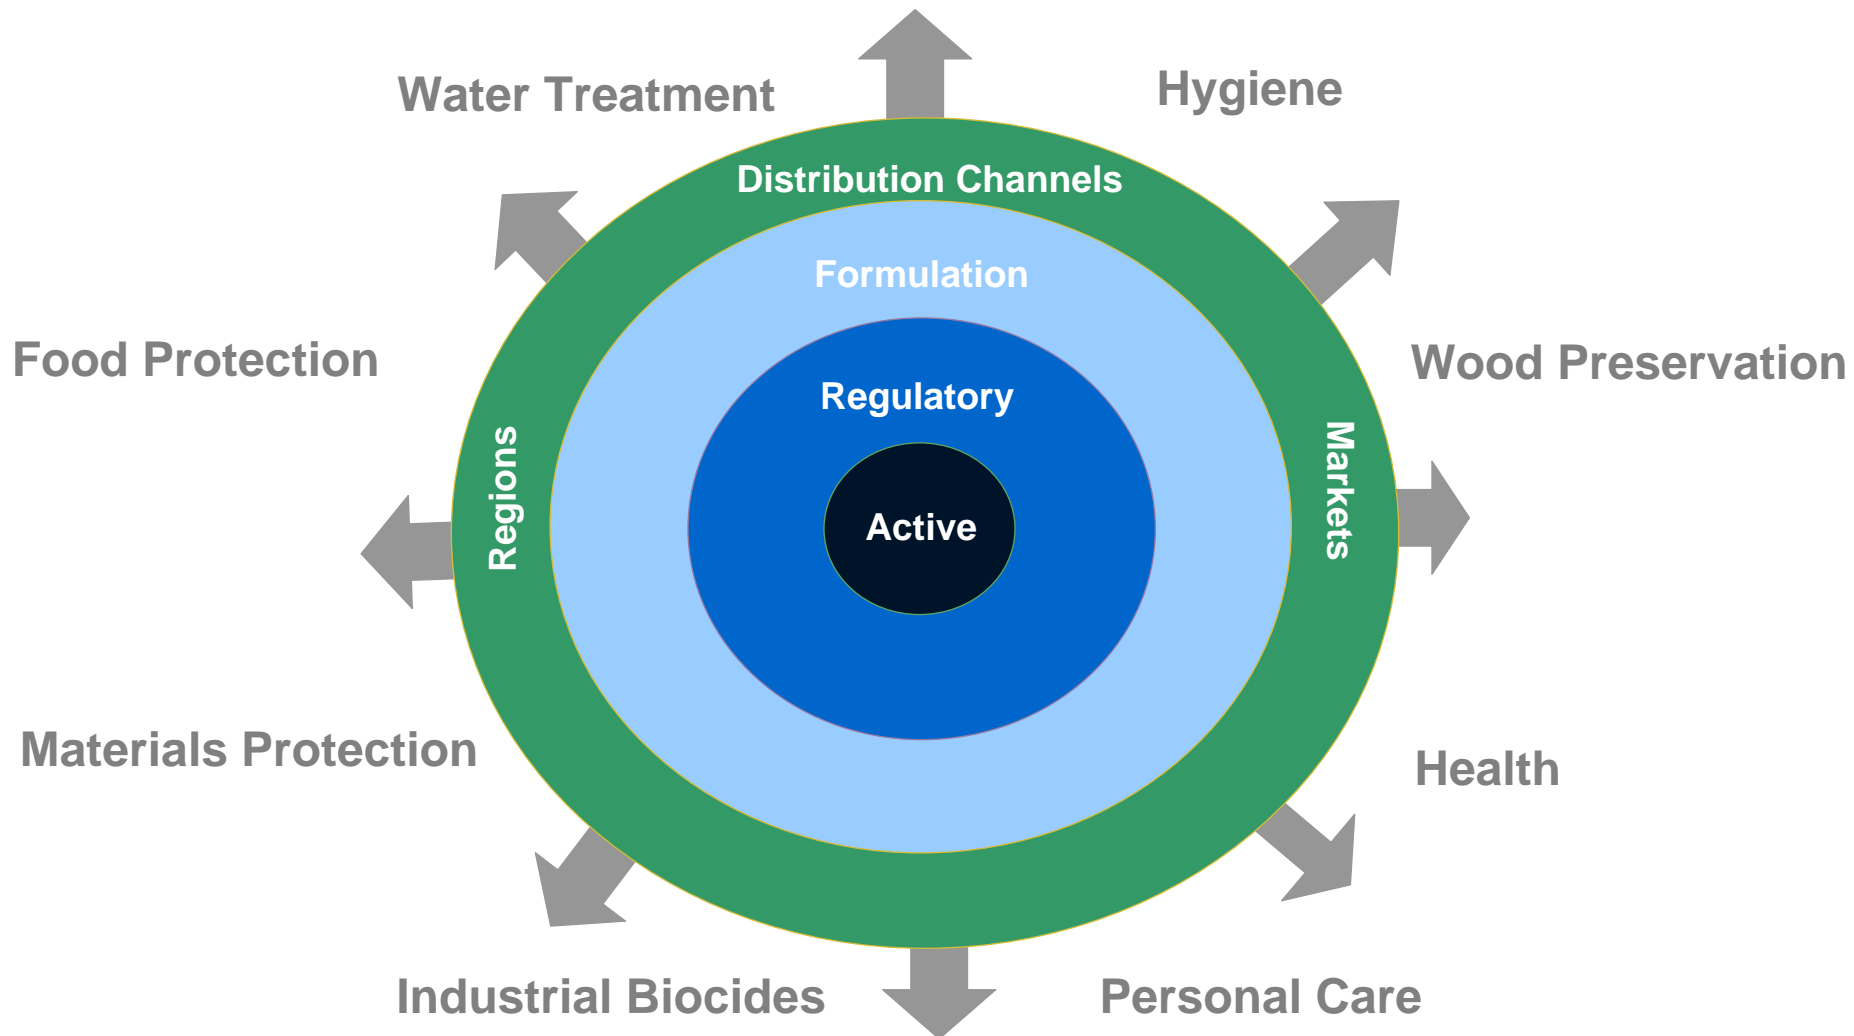 Water Treatment
Hygiene
Distribution Channels
Formulation
Food Protection
Wood Preservation
Regulatory
Regions
Markets
Active
Materials Protection
Health
Industrial Biocides
Personal Care